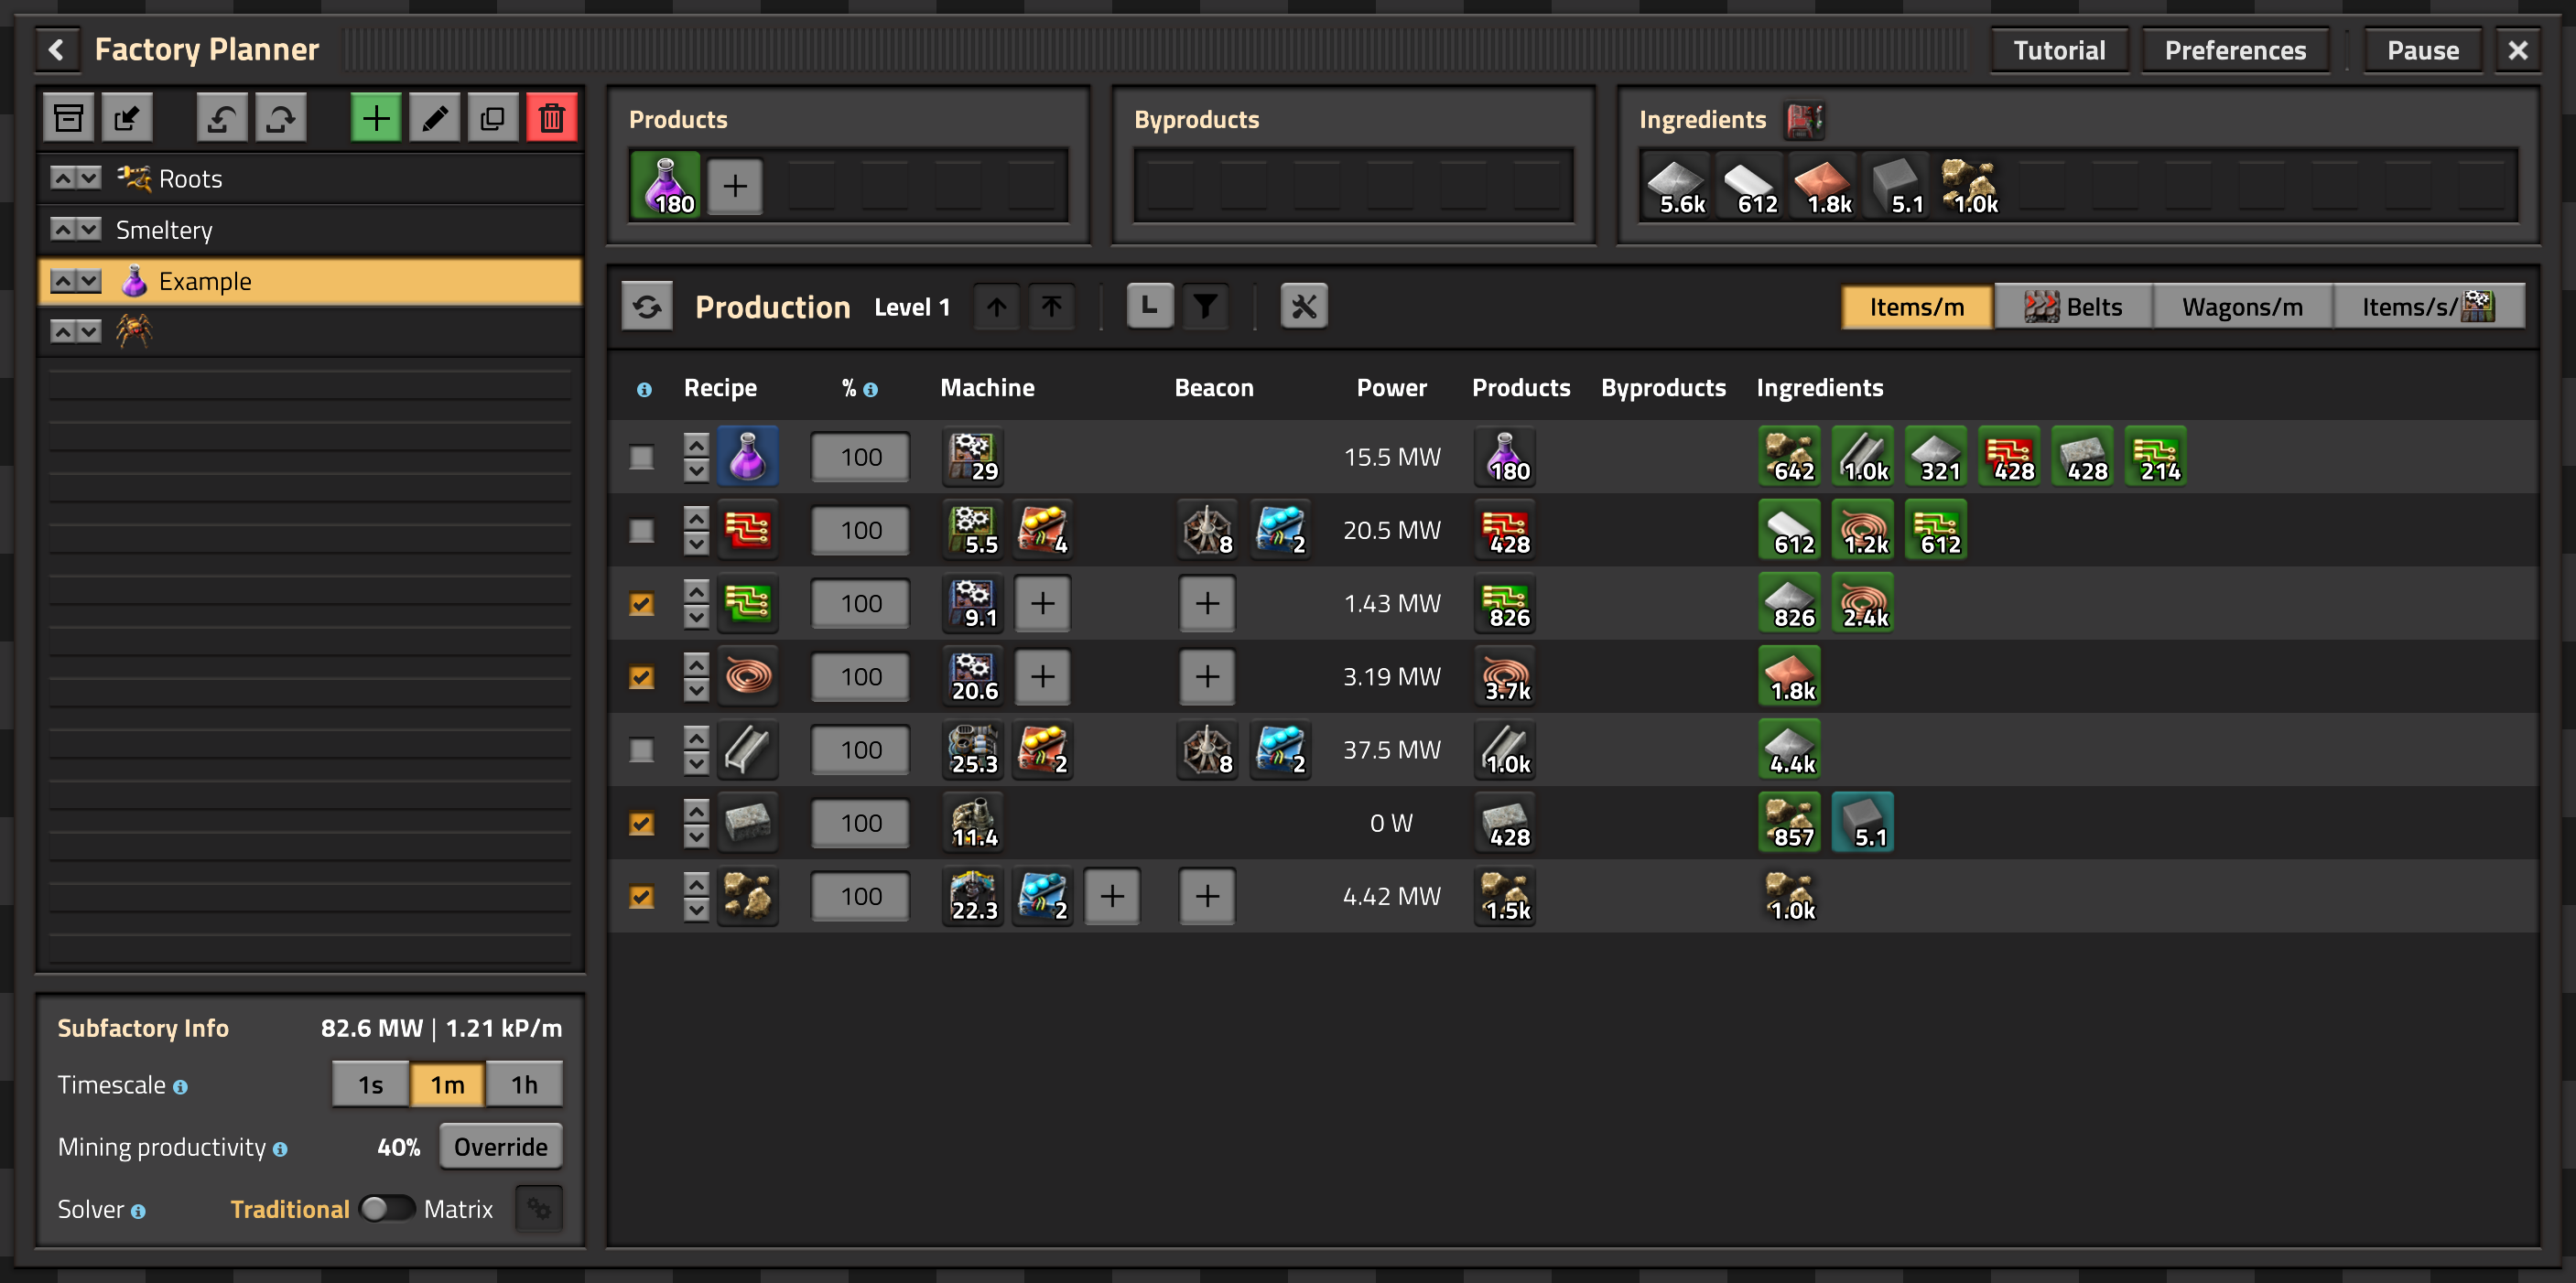 Factory Planner Tutorial Preferences Pause
Products Byproducts Ingredients
180 5.6k 612 1.8k 5.1 1.0k
Roots
Smeltery
Example
Production Level 1 L Items/m Belts Wagons/m Items/s/
Recipe % Machine Beacon Power Products Byproducts Ingredients
100 29 15.5 MW 180 642 1.0k 321 428 428 214
100 5.5 4 8 2 20.5 MW 428 612 1.2k 612
100 9.1 1.43 MW 826 826 2.4k
100 20.6 3.19 MW 3.7k 1.8k
100 25.3 2 8 2 37.5 MW 1.0k 4.4k
100 11.4 0 W 428 857 5.1
100 22.3 2 4.42 MW 1.5k 1.0k
Subfactory Info 82.6 MW | 1.21 kP/m
Timescale 1s 1m 1h
Mining productivity 40% Override
Solver Traditional Matrix